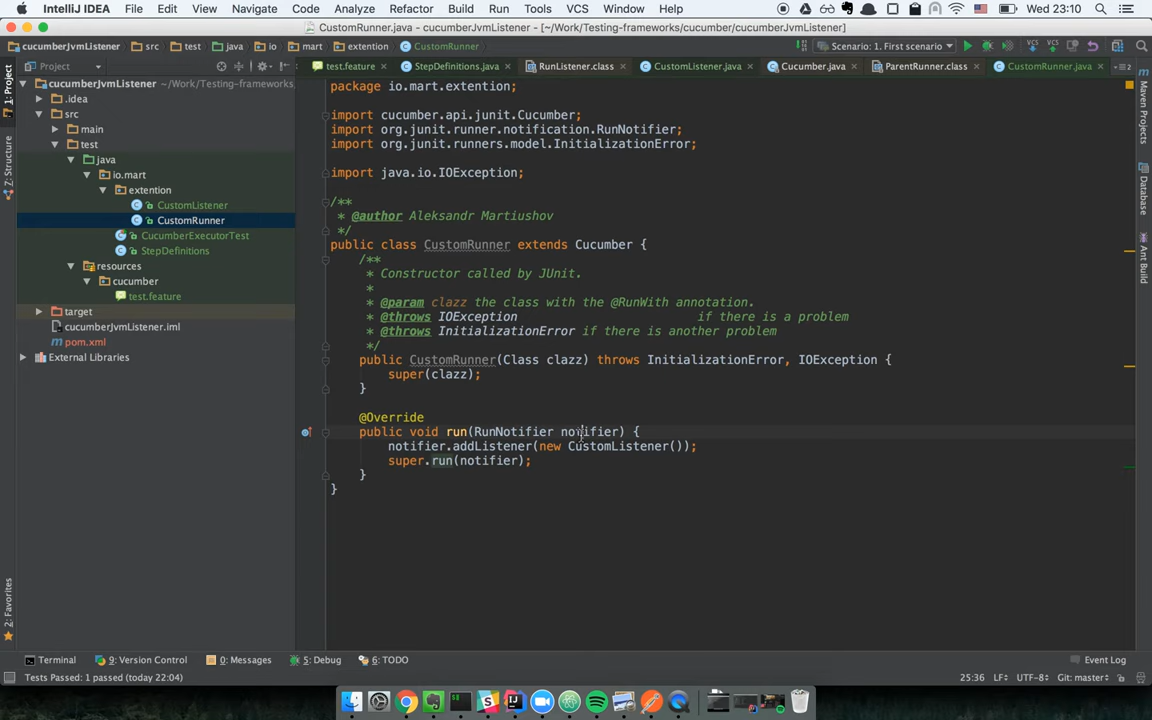 IntelliJ IDEA File Edit View Navigate Code Analyze Refactor Build Run Tools VCS Window Help Wed 23:10
CustomRunner.java - cucumberJvmListener - [~/Work/Testing-frameworks/cucumber/cucumberJvmListener]
cucumberJvmListener src test java io mart extention CustomRunner Scenario: 1. First scenario
Project test.feature StepDefinitions.java RunListener.class CustomListener.java Cucumber.java ParentRunner.class CustomRunner.java
1: Project
Z: Structure
2: Favorites
cucumberJvmListener ~/Work/Testing-frameworks
.idea
src
main
test
java
io.mart
extention
CustomListener
CustomRunner
CucumberExecutorTest
StepDefinitions
resources
cucumber
test.feature
target
cucumberJvmListener.iml
pom.xml
External Libraries
package io.mart.extention;
import cucumber.api.junit.Cucumber;
import org.junit.runner.notification.RunNotifier;
import org.junit.runners.model.InitializationError;
import java.io.IOException;
/**
* @author Aleksandr Martiushov
*/
public class CustomRunner extends Cucumber {
/**
* Constructor called by JUnit.
*
* @param clazz the class with the @RunWith annotation.
* @throws IOException if there is a problem
* @throws InitializationError if there is another problem
*/
public CustomRunner(Class clazz) throws InitializationError, IOException {
super(clazz);
}
@Override
public void run(RunNotifier notifier) {
notifier.addListener(new CustomListener());
super.run(notifier);
}
}
Maven Projects
Database
Ant Build
Terminal 9: Version Control 0: Messages 5: Debug 6: TODO Event Log
Tests Passed: 1 passed (today 22:04) 25:36 LF÷ UTF-8÷ Git: master÷